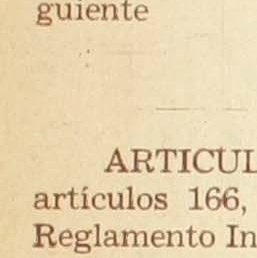 guiente
ARTICUL
artículos 166,
Reglamento In